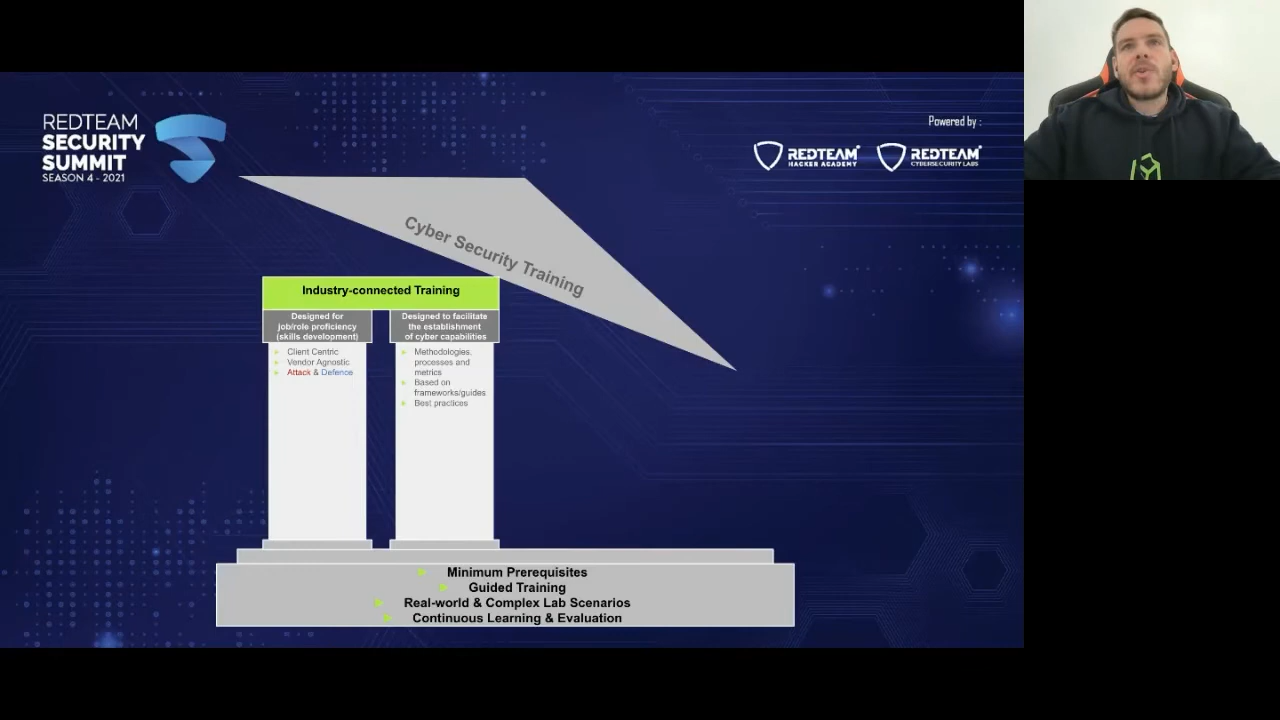 REDTEAM
SECURITY
SUMMIT
SEASON 4 - 2021
Powered by :
REDTEAM
HACKER ACADEMY
REDTEAM
CYBERSECURITY LABS
Cyber Security Training
Industry-connected Training
Designed for
job/role proficiency
(skills development)
Client Centric
Vendor Agnostic
Attack & Defence
Designed to facilitate
the establishment
of cyber capabilities
Methodologies,
processes and
metrics
Based on
frameworks/guides
Best practices
Minimum Prerequisites
Guided Training
Real-world & Complex Lab Scenarios
Continuous Learning & Evaluation